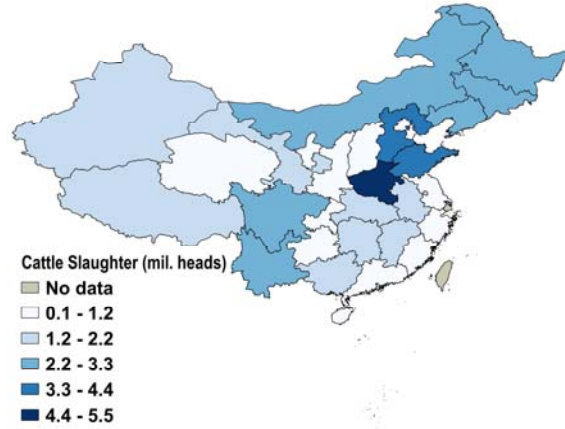 Cattle Slaughter (mil. heads)
No data
0.1 - 1.2
1.2 - 2.2
2.2 - 3.3
3.3 - 4.4
4.4 - 5.5